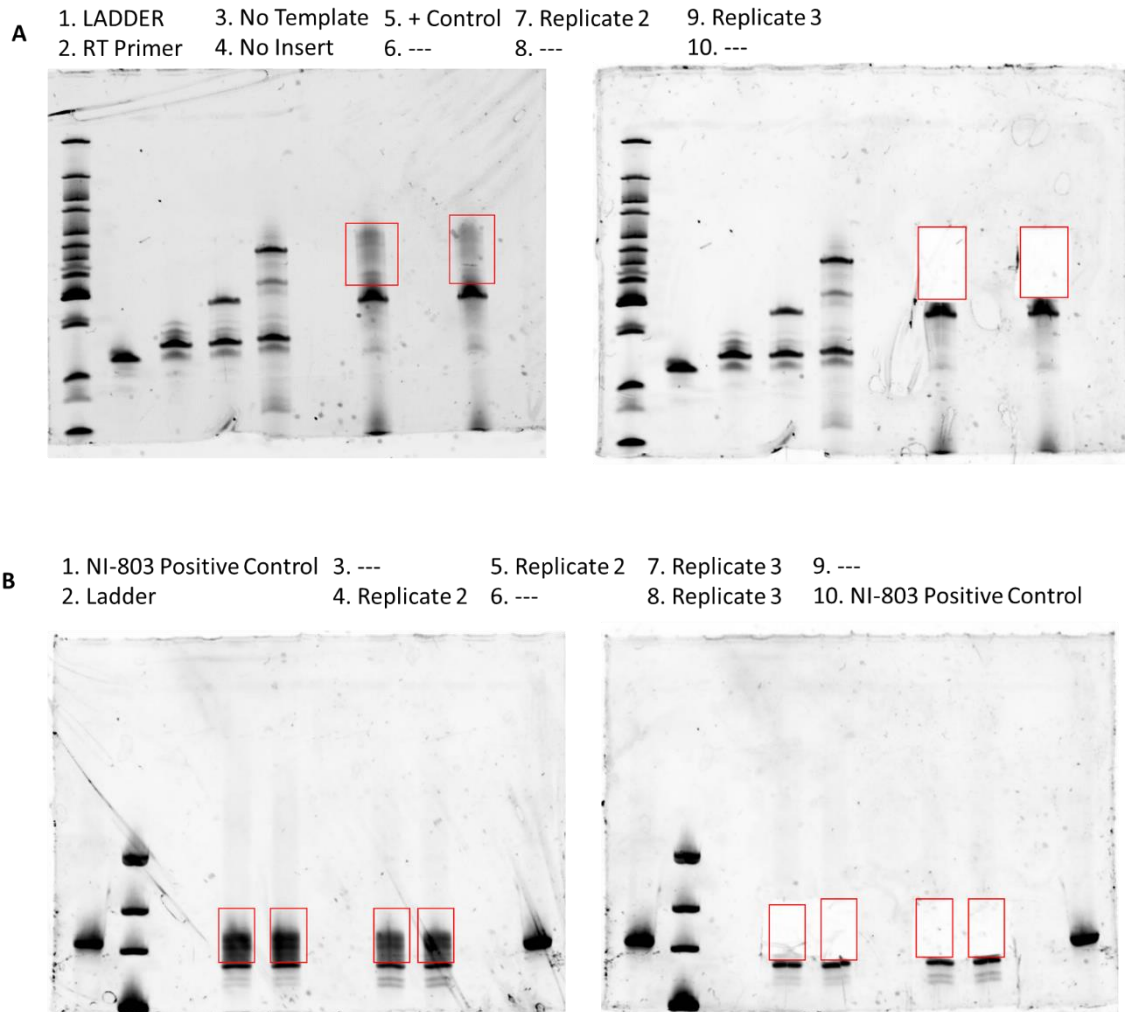 A
1. LADDER 3. No Template 5. + Control 7. Replicate 2 9. Replicate 3
2. RT Primer 4. No Insert 6. --- 8. --- 10. ---
B
1. NI-803 Positive Control 3. --- 5. Replicate 2 7. Replicate 3 9. ---
2. Ladder 4. Replicate 2 6. --- 8. Replicate 3 10. NI-803 Positive Control